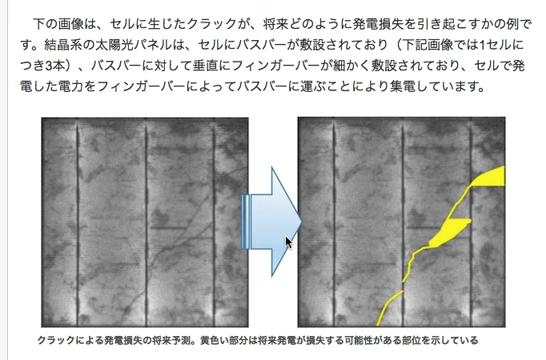 下の画像は、セルに生じたクラックが、将来どのように発電損失を引き起こすかの例で
す。結晶系の太陽光パネルは、セルにバスバーが敷設されており（下記画像では1セルに
つき3本）、バスバーに対して垂直にフィンガーバーが細かく敷設されており、セルで発
電した電力をフィンガーバーによってバスバーに運ぶことにより集電しています。
クラックによる発電損失の将来予測。黄色い部分は将来発電が損失する可能性がある部位を示している